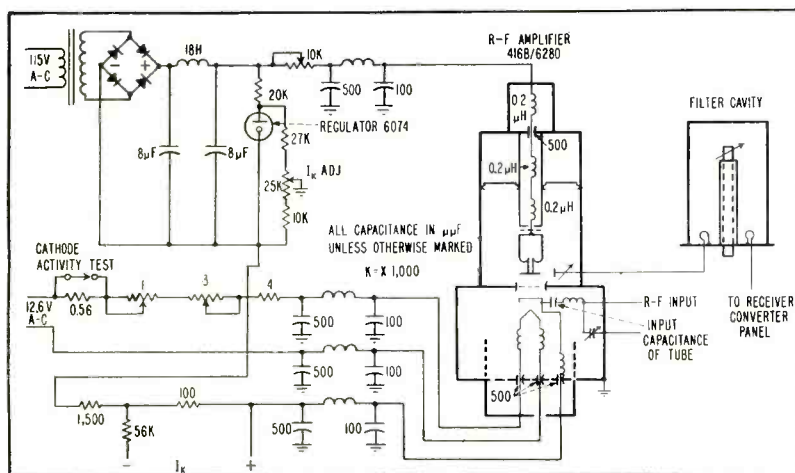 115V
A-C
18H
8µF
8µF
20K
10K
500
100
REGULATOR 6074
27K
I_K ADJ
25K
10K
R-F AMPLIFIER
416B/6280
0.2
µH
500
0.2µH
0.2µH
FILTER CAVITY
ALL CAPACITANCE IN µµF
UNLESS OTHERWISE MARKED
K = X 1,000
CATHODE
ACTIVITY TEST
12.6V
A-C
0.56
1
3
4
500
100
500
100
R-F INPUT
INPUT
CAPACITANCE
OF TUBE
TO RECEIVER
CONVERTER
PANEL
500
1,500
100
56K
500
100
– I_K +